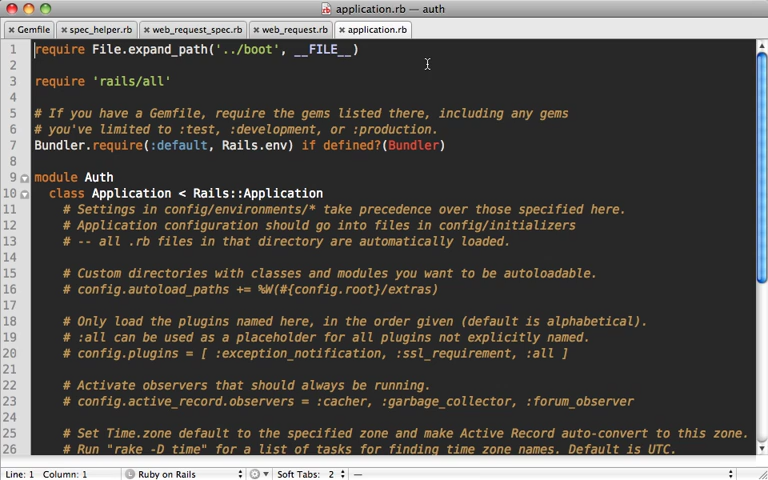 application.rb — auth
Gemfile
spec_helper.rb
web_request_spec.rb
web_request.rb
application.rb
1 require File.expand_path('../boot', __FILE__)
2
3 require 'rails/all'
4
5 # If you have a Gemfile, require the gems listed there, including any gems
6 # you've limited to :test, :development, or :production.
7 Bundler.require(:default, Rails.env) if defined?(Bundler)
8
9 module Auth
10 class Application < Rails::Application
11 # Settings in config/environments/* take precedence over those specified here.
12 # Application configuration should go into files in config/initializers
13 # -- all .rb files in that directory are automatically loaded.
14
15 # Custom directories with classes and modules you want to be autoloadable.
16 # config.autoload_paths += %W(#{config.root}/extras)
17
18 # Only load the plugins named here, in the order given (default is alphabetical).
19 # :all can be used as a placeholder for all plugins not explicitly named.
20 # config.plugins = [ :exception_notification, :ssl_requirement, :all ]
21
22 # Activate observers that should always be running.
23 # config.active_record.observers = :cacher, :garbage_collector, :forum_observer
24
25 # Set Time.zone default to the specified zone and make Active Record auto-convert to this zone.
26 # Run "rake -D time" for a list of tasks for finding time zone names. Default is UTC.
Line: 1 Column: 1 Ruby on Rails Soft Tabs: 2 —